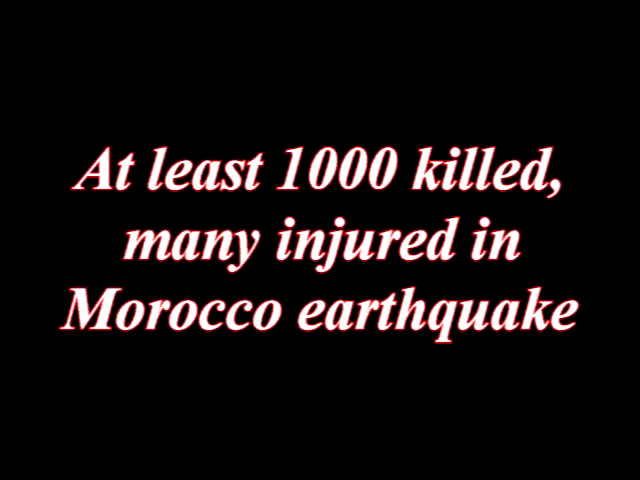 At least 1000 killed,
many injured in
Morocco earthquake